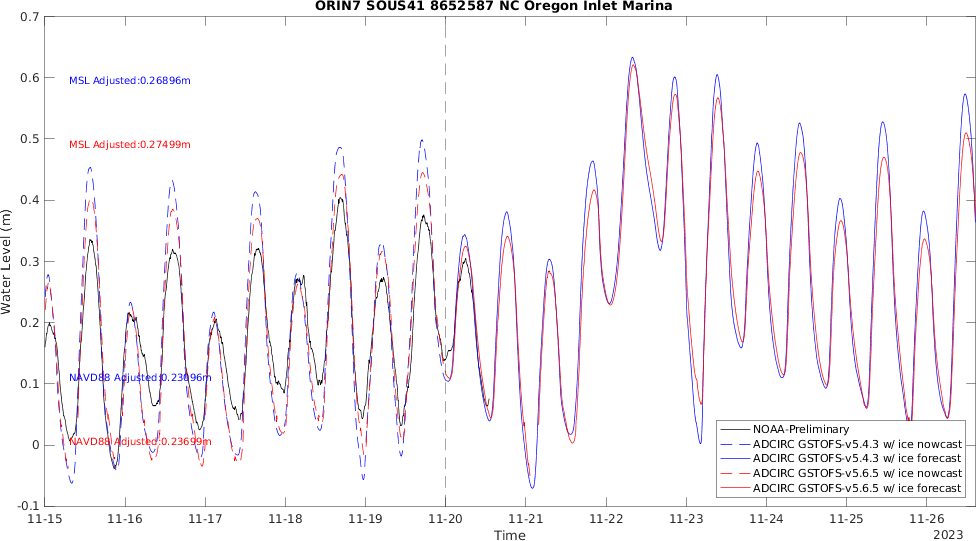 ORIN7 SOUS41 8652587 NC Oregon Inlet Marina
0.7
0.6
0.5
0.4
0.3
0.2
0.1
0
-0.1
Water Level (m)
MSL Adjusted:0.26896m
MSL Adjusted:0.27499m
NAVD88 Adjusted:0.23096m
NAVD88 Adjusted:0.23699m
NOAA-Preliminary
ADCIRC GSTOFS-v5.4.3 w/ ice nowcast
ADCIRC GSTOFS-v5.4.3 w/ ice forecast
ADCIRC GSTOFS-v5.6.5 w/ ice nowcast
ADCIRC GSTOFS-v5.6.5 w/ ice forecast
11-15 11-16 11-17 11-18 11-19 11-20 11-21 11-22 11-23 11-24 11-25 11-26
Time
2023